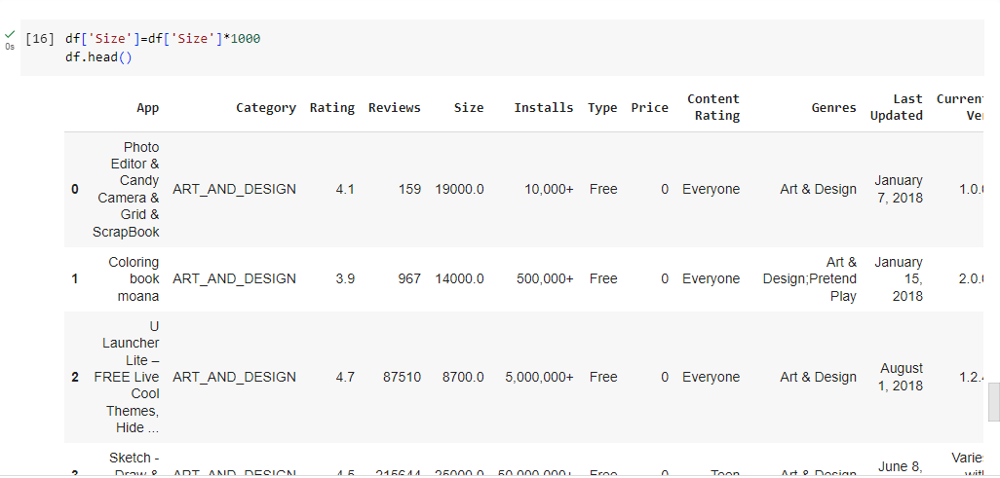 [16] df['Size']=df['Size']*1000
df.head()
0s
App Category Rating Reviews Size Installs Type Price Content Rating Genres Last Updated Current Ver
0 Photo Editor & Candy Camera & Grid & ScrapBook ART_AND_DESIGN 4.1 159 19000.0 10,000+ Free 0 Everyone Art & Design January 7, 2018 1.0.
1 Coloring book moana ART_AND_DESIGN 3.9 967 14000.0 500,000+ Free 0 Everyone Art & Design;Pretend Play January 15, 2018 2.0.
2 U Launcher Lite – FREE Live Cool Themes, Hide ... ART_AND_DESIGN 4.7 87510 8700.0 5,000,000+ Free 0 Everyone Art & Design August 1, 2018 1.2.
3 Sketch - Draw & ART_AND_DESIGN 4.5 215644 25000.0 50,000,000+ Free 0 Teen Art & Design June 8, Varies with